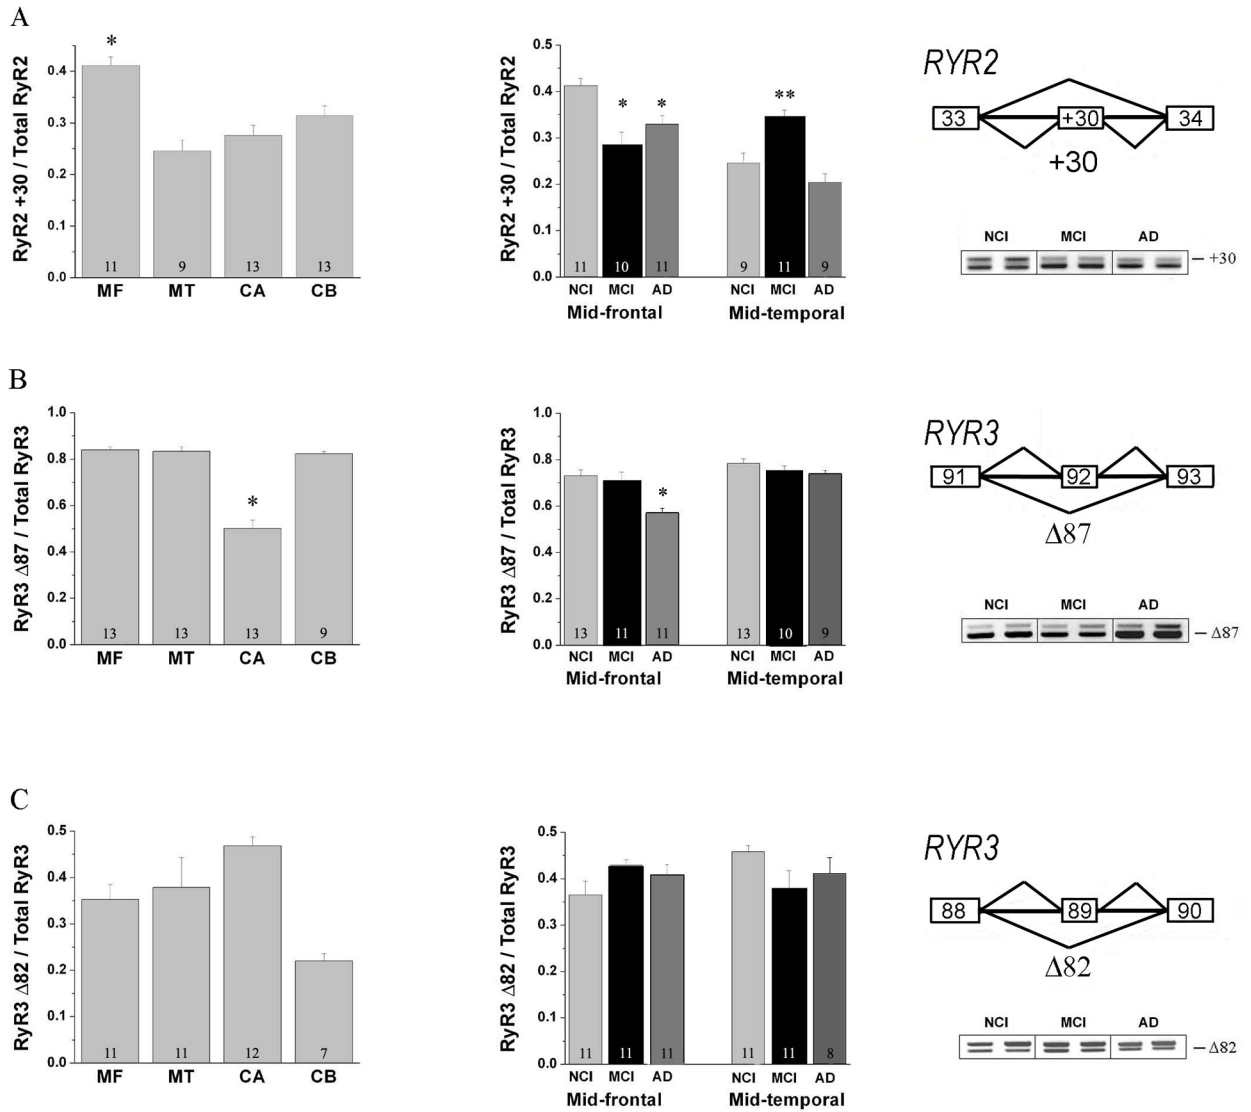 A
RyR2 +30 / Total RyR2
0.4
0.3
0.2
0.1
0.0
*
11 9 13 13
MF MT CA CB
RyR2 +30 / Total RyR2
0.5
0.4
0.3
0.2
0.1
0.0
* * **
11 10 11 9 11 9
NCI MCI AD NCI MCI AD
Mid-frontal Mid-temporal
RYR2
33 +30 34
+30
NCI MCI AD
+30
B
RyR3 Δ87 / Total RyR3
1.0
0.8
0.6
0.4
0.2
0.0
*
13 13 13 9
MF MT CA CB
RyR3 Δ87 / Total RyR3
1.0
0.8
0.6
0.4
0.2
0.0
*
13 11 11 13 10 9
NCI MCI AD NCI MCI AD
Mid-frontal Mid-temporal
RYR3
91 92 93
Δ87
NCI MCI AD
Δ87
C
RyR3 Δ82 / Total RyR3
0.5
0.4
0.3
0.2
0.1
0.0
11 11 12 7
MF MT CA CB
RyR3 Δ82 / Total RyR3
0.5
0.4
0.3
0.2
0.1
0.0
11 11 11 11 11 8
NCI MCI AD NCI MCI AD
Mid-frontal Mid-temporal
RYR3
88 89 90
Δ82
NCI MCI AD
Δ82